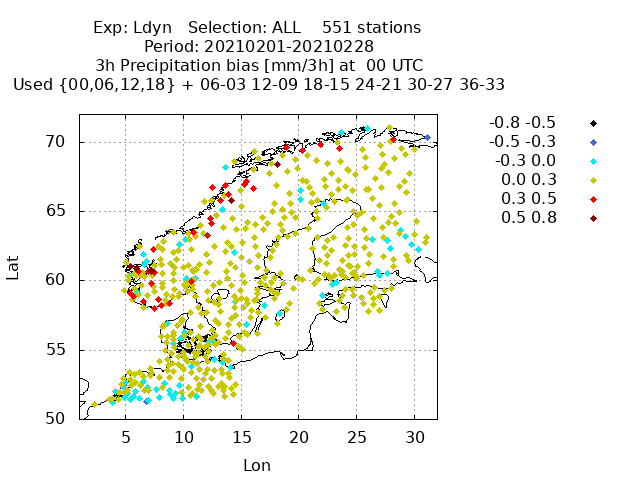 Exp: Ldyn   Selection: ALL    551 stations
Period: 20210201-20210228
3h Precipitation bias [mm/3h] at  00 UTC
Used {00,06,12,18} + 06-03 12-09 18-15 24-21 30-27 36-33
-0.8 -0.5
-0.5 -0.3
-0.3 0.0
0.0 0.3
0.3 0.5
0.5 0.8
70
65
60
55
50
Lat
5 10 15 20 25 30
Lon